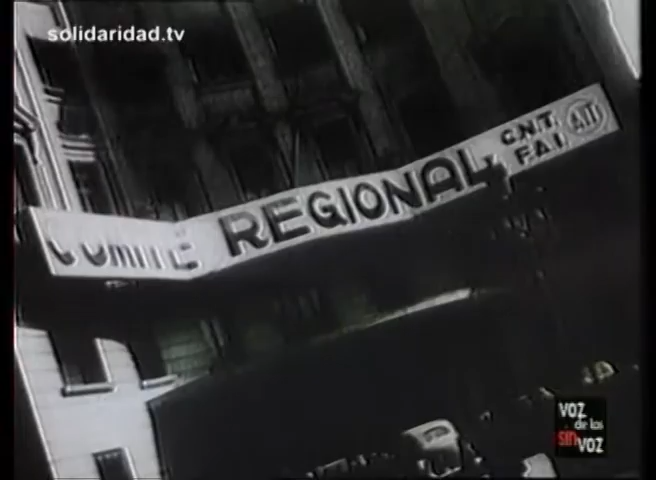 solidaridad.tv
REGIONAL
C.N.T.
F.A.I.
AIT
VOZ
de los
sin
VOZ